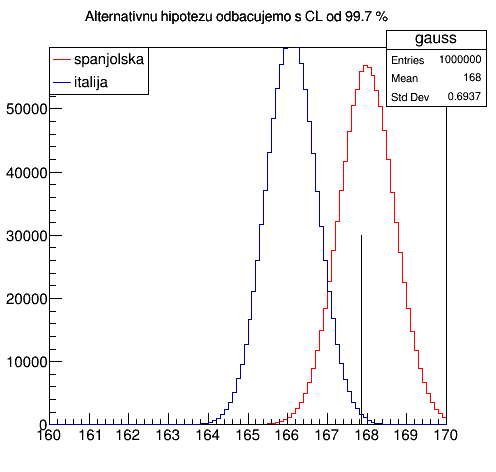 Alternativnu hipotezu odbacujemo s CL od 99.7 %
gauss
Entries 1000000
Mean 168
Std Dev 0.6937
spanjolska
italija
50000
40000
30000
20000
10000
0
160 161 162 163 164 165 166 167 168 169 170